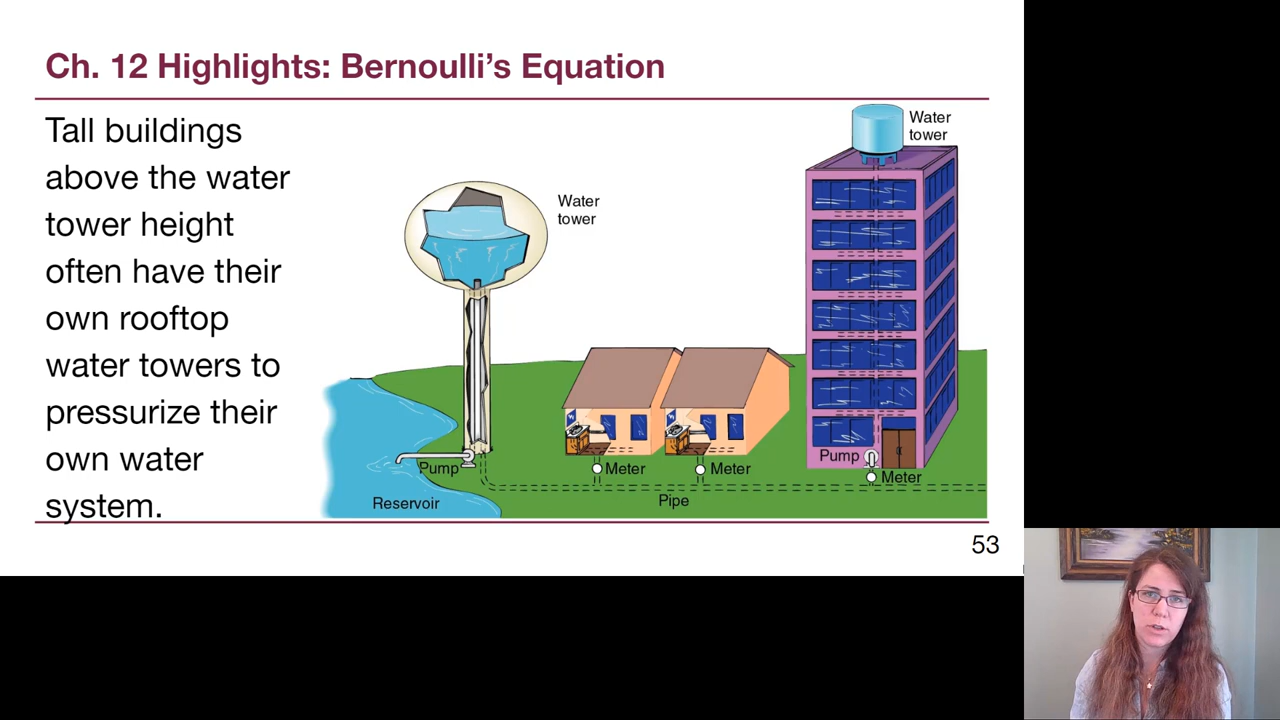 Ch. 12 Highlights: Bernoulli's Equation
Tall buildings
above the water
tower height
often have their
own rooftop
water towers to
pressurize their
own water
system.
Water
tower
Water
tower
Pump
Reservoir
Meter
Meter
Pipe
Pump
Meter
53